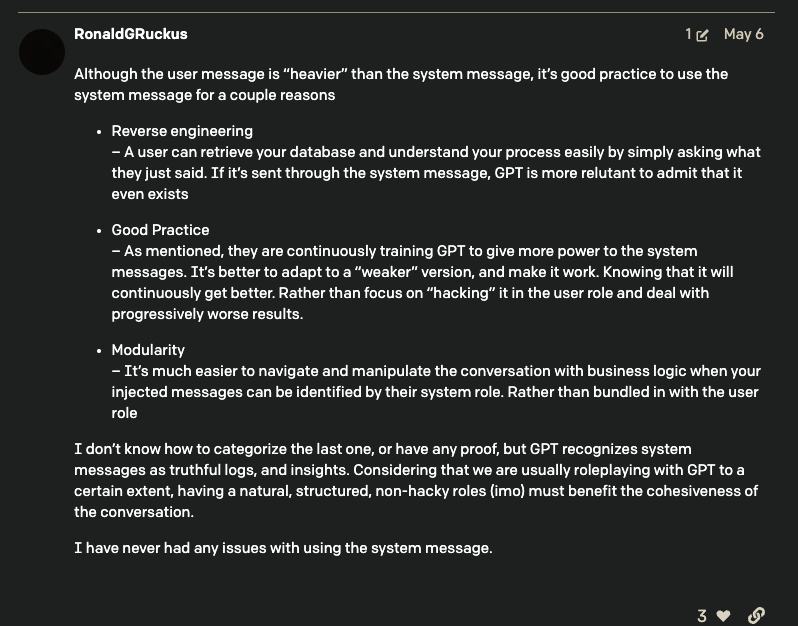 RonaldGRuckus
1 May 6
Although the user message is “heavier” than the system message, it’s good practice to use the
system message for a couple reasons
• Reverse engineering
– A user can retrieve your database and understand your process easily by simply asking what
they just said. If it’s sent through the system message, GPT is more relutant to admit that it
even exists
• Good Practice
– As mentioned, they are continuously training GPT to give more power to the system
messages. It’s better to adapt to a “weaker” version, and make it work. Knowing that it will
continuously get better. Rather than focus on “hacking” it in the user role and deal with
progressively worse results.
• Modularity
– It’s much easier to navigate and manipulate the conversation with business logic when your
injected messages can be identified by their system role. Rather than bundled in with the user
role
I don’t know how to categorize the last one, or have any proof, but GPT recognizes system
messages as truthful logs, and insights. Considering that we are usually roleplaying with GPT to a
certain extent, having a natural, structured, non-hacky roles (imo) must benefit the cohesiveness of
the conversation.
I have never had any issues with using the system message.
3